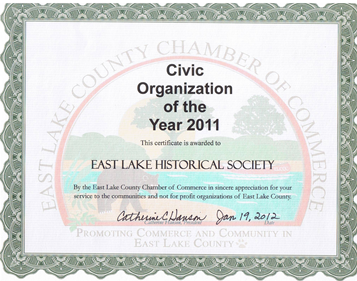 EAST LAKE COUNTY CHAMBER OF COMMERCE
Civic
Organization
of the
Year 2011
This certificate is awarded to
EAST LAKE HISTORICAL SOCIETY
By the East Lake County Chamber of Commerce in sincere appreciation for your
service to the communities and not for profit organizations of East Lake County.
Catherine C Hanson Jan 19, 2012
PROMOTING COMMERCE AND COMMUNITY IN
EAST LAKE COUNTY